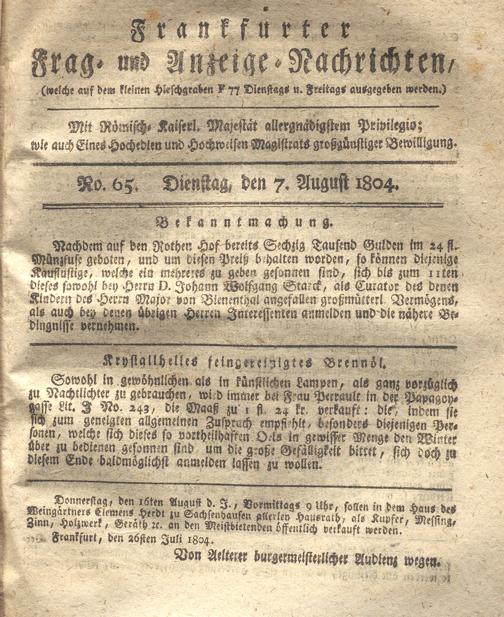 Frankfurter
Frag- und Anzeige-Nachrichten,
(welche auf dem kleinen Hirschgraben F 77 Dienstags u. Freitags ausgegeben werden.)
Mit Römisch-Kaiserl. Majestät allergnädigstem Privilegio;
wie auch Eines Hochedlen und Hochweisen Magistrats großgünstiger Bewilligung.
No. 65. Dienstag, den 7. August 1804.
Bekanntmachung.
Nachdem auf den Rothen Hof bereits Sechzig Tausend Gulden im 24 fl.
Münzfuse geboten, und um diesen Preiß behalten worden, so können diejenige
Kauflustige, welche ein mehreres zu geben gesonnen sind, sich bis zum 11ten
dieses sowohl bey Herrn D. Johann Wolfgang Starck, als Curator des denen
Kindern des Herrn Major von Bienenthal angefallen großmütterl. Vermögens,
als auch bey denen übrigen Herren Interessenten anmelden und die nähere Be-
dingnisse vernehmen.
Krystallhelles feingereinigtes Brennöl.
Sowohl in gewöhnlichen als in künstlichen Lampen, als ganz vorzüglich
zu Nachtlichter zu gebrauchen, wird immer bei Frau Perrault in der Papagoy-
gasse Lit. J No. 243, die Maaß zu 1 fl. 24 kr. verkauft: die, indem sie
sich zum geneigten allgemeinen Zuspruch empfiehlt, besonders diejenigen Per-
sonen, welche sich dieses so vortheilhaften Oels in gewisser Menge den Winter
über zu bedienen gesonnen sind, um die große Gefälligkeit bittet, sich doch zu
diesem Ende baldmöglichst anmelden lassen zu wollen.
Donnerstag, den 16ten August d. J., Vormittags 9 Uhr, sollen in dem Haus des
Weingärtners Clemens Herdt zu Sachsenhausen allerley Hausrath, als Kupfer, Messing,
Zinn, Holzwerk, Geräth ꝛc. an den Meistbietenden öffentlich verkauft werden.
Frankfurt, den 26sten Juli 1804.
Von Aelterer burgermeisterlicher Audienz wegen.